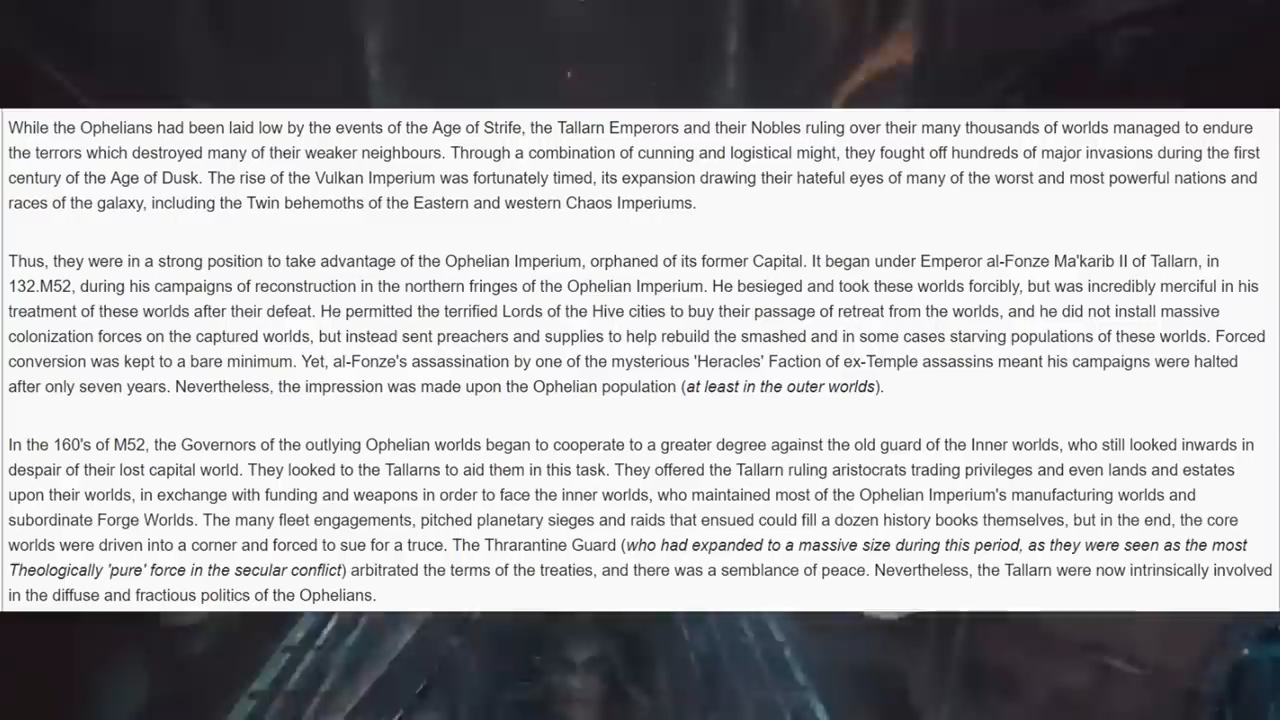 While the Ophelians had been laid low by the events of the Age of Strife, the Tallarn Emperors and their Nobles ruling over their many thousands of worlds managed to endure
the terrors which destroyed many of their weaker neighbours. Through a combination of cunning and logistical might, they fought off hundreds of major invasions during the first
century of the Age of Dusk. The rise of the Vulkan Imperium was fortunately timed, its expansion drawing their hateful eyes of many of the worst and most powerful nations and
races of the galaxy, including the Twin behemoths of the Eastern and western Chaos Imperiums.
Thus, they were in a strong position to take advantage of the Ophelian Imperium, orphaned of its former Capital. It began under Emperor al-Fonze Ma'karib II of Tallarn, in
132.M52, during his campaigns of reconstruction in the northern fringes of the Ophelian Imperium. He besieged and took these worlds forcibly, but was incredibly merciful in his
treatment of these worlds after their defeat. He permitted the terrified Lords of the Hive cities to buy their passage of retreat from the worlds, and he did not install massive
colonization forces on the captured worlds, but instead sent preachers and supplies to help rebuild the smashed and in some cases starving populations of these worlds. Forced
conversion was kept to a bare minimum. Yet, al-Fonze's assassination by one of the mysterious 'Heracles' Faction of ex-Temple assassins meant his campaigns were halted
after only seven years. Nevertheless, the impression was made upon the Ophelian population (at least in the outer worlds).
In the 160's of M52, the Governors of the outlying Ophelian worlds began to cooperate to a greater degree against the old guard of the Inner worlds, who still looked inwards in
despair of their lost capital world. They looked to the Tallarns to aid them in this task. They offered the Tallarn ruling aristocrats trading privileges and even lands and estates
upon their worlds, in exchange with funding and weapons in order to face the inner worlds, who maintained most of the Ophelian Imperium's manufacturing worlds and
subordinate Forge Worlds. The many fleet engagements, pitched planetary sieges and raids that ensued could fill a dozen history books themselves, but in the end, the core
worlds were driven into a corner and forced to sue for a truce. The Thrarantine Guard (who had expanded to a massive size during this period, as they were seen as the most
Theologically 'pure' force in the secular conflict) arbitrated the terms of the treaties, and there was a semblance of peace. Nevertheless, the Tallarn were now intrinsically involved
in the diffuse and fractious politics of the Ophelians.